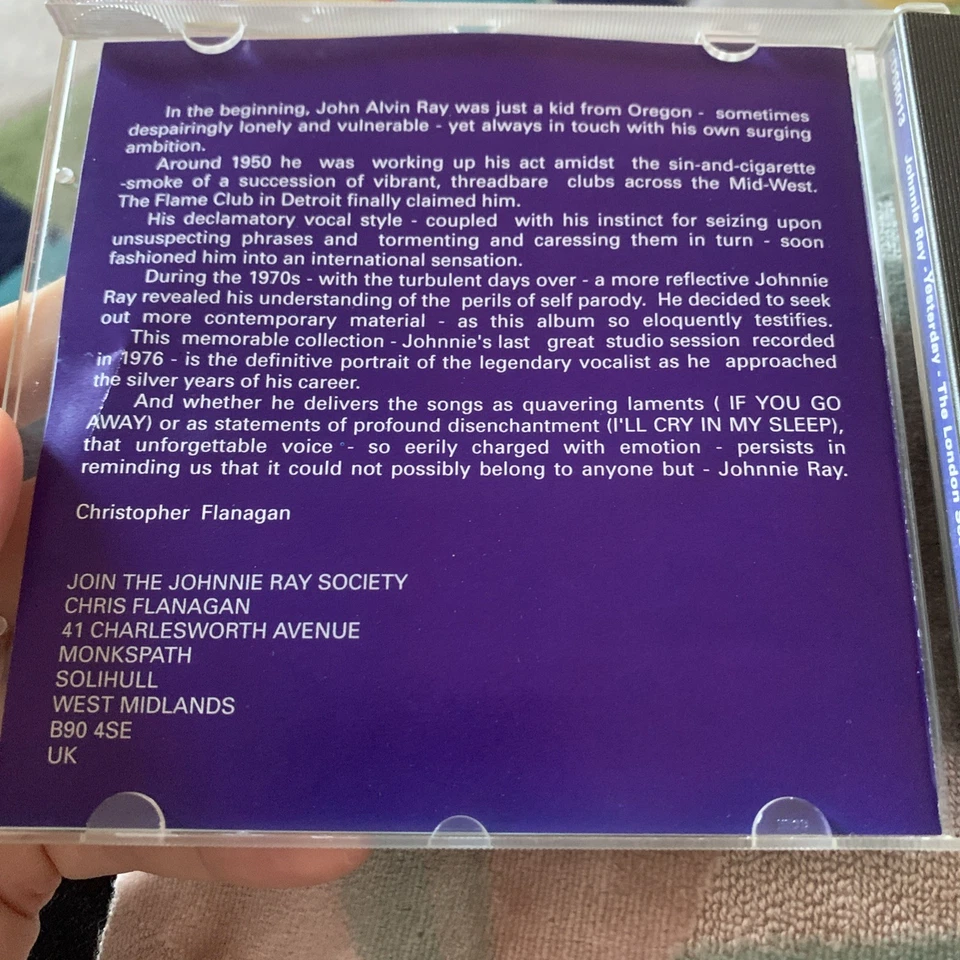 In the beginning, John Alvin Ray was just a kid from Oregon - sometimes
despairingly lonely and vulnerable - yet always in touch with his own surging
ambition.
Around 1950 he was working up his act amidst the sin-and-cigarette
-smoke of a succession of vibrant, threadbare clubs across the Mid-West.
The Flame Club in Detroit finally claimed him.
His declamatory vocal style - coupled with his instinct for seizing upon
unsuspecting phrases and tormenting and caressing them in turn - soon
fashioned him into an international sensation.
During the 1970s - with the turbulent days over - a more reflective Johnnie
Ray revealed his understanding of the perils of self parody. He decided to seek
out more contemporary material - as this album so eloquently testifies.
This memorable collection - Johnnie's last great studio session recorded
in 1976 - is the definitive portrait of the legendary vocalist as he approached
the silver years of his career.
And whether he delivers the songs as quavering laments ( IF YOU GO
AWAY) or as statements of profound disenchantment (I'LL CRY IN MY SLEEP),
that unforgettable voice - so eerily charged with emotion - persists in
reminding us that it could not possibly belong to anyone but - Johnnie Ray.
Christopher Flanagan
JOIN THE JOHNNIE RAY SOCIETY
CHRIS FLANAGAN
41 CHARLESWORTH AVENUE
MONKSPATH
SOLIHULL
WEST MIDLANDS
B90 4SE
UK
Johnnie Ray - Yesterday - The London